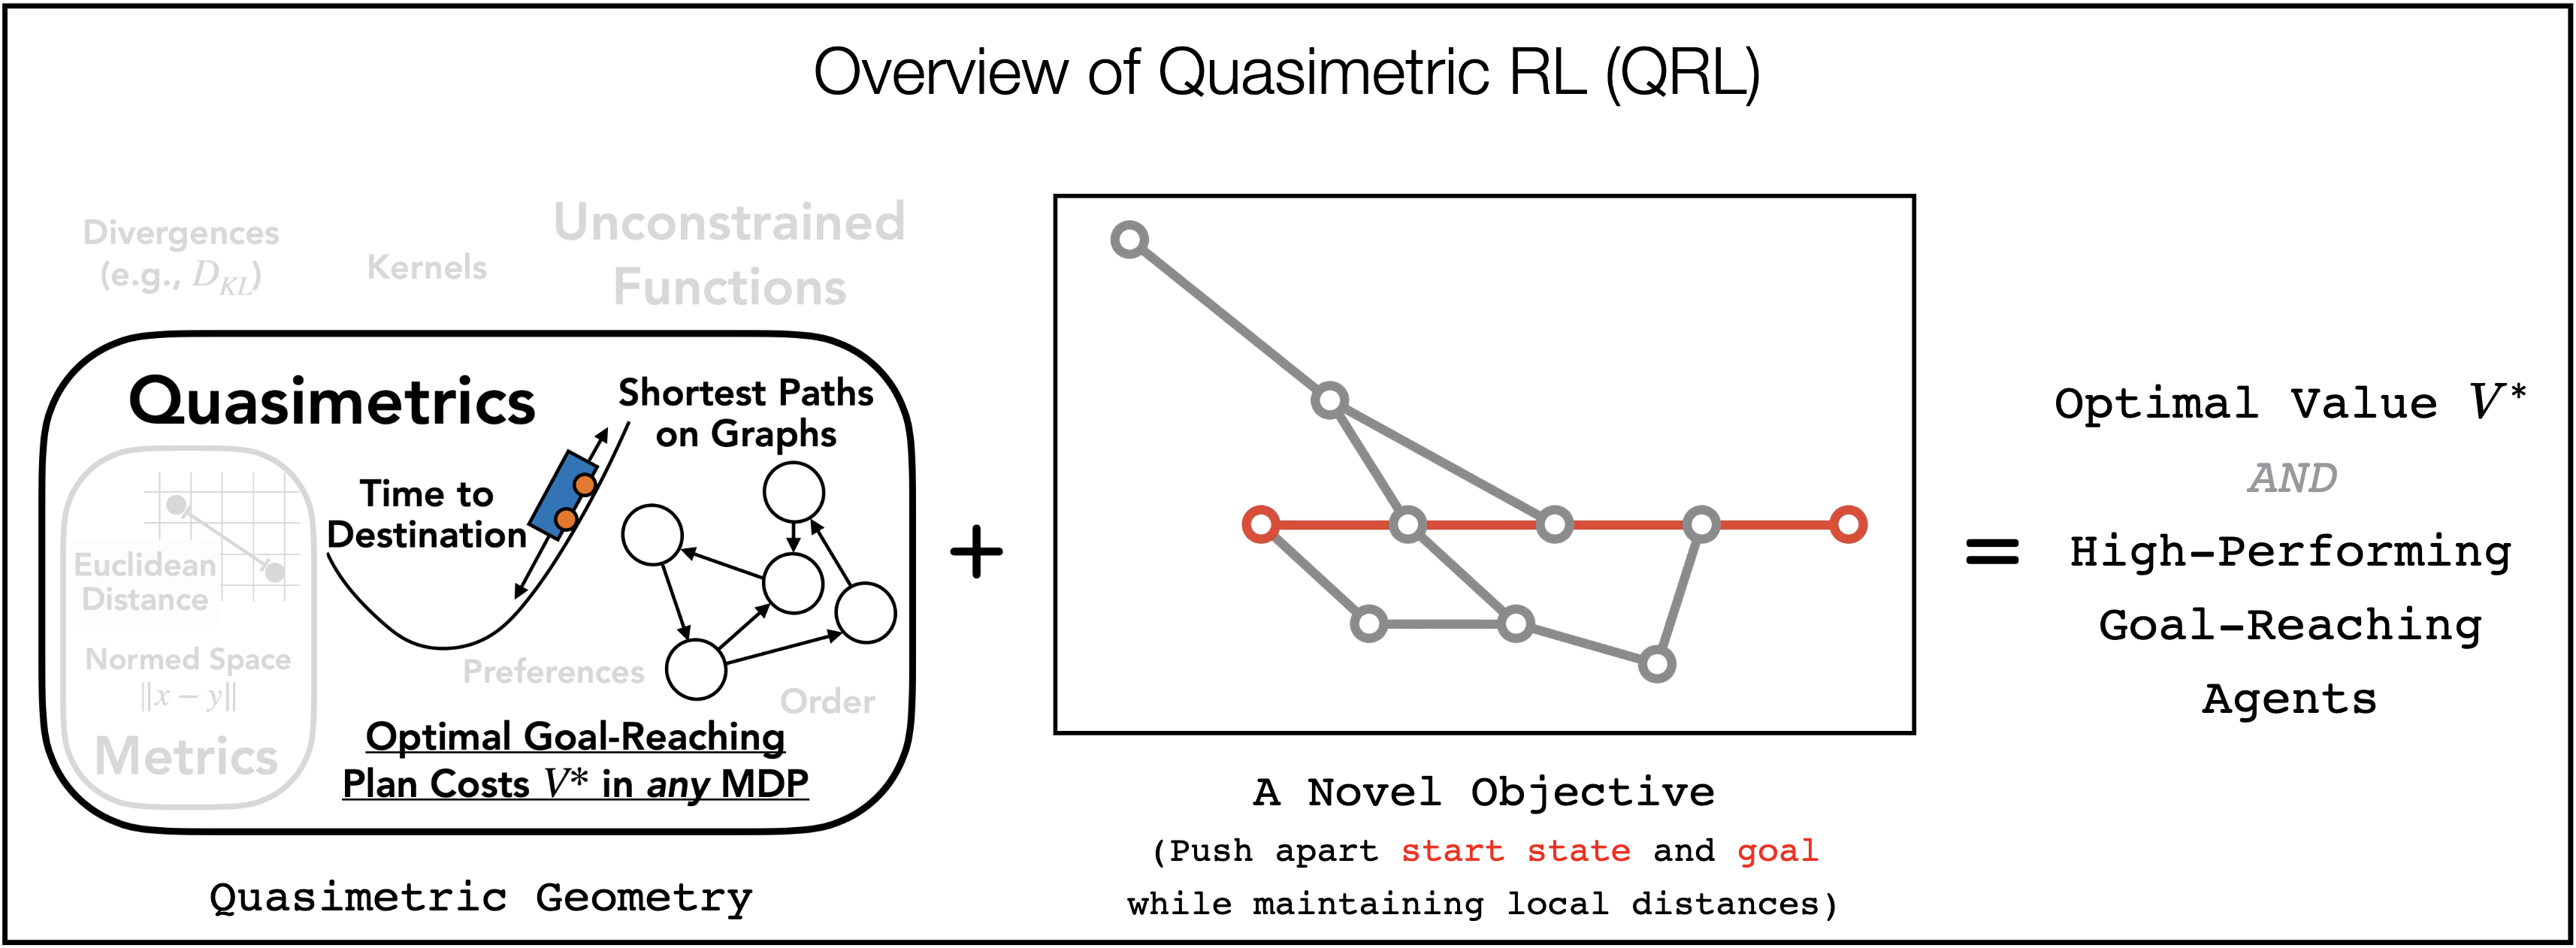 Overview of Quasimetric RL (QRL)
Divergences
(e.g., D_KL)
Kernels
Unconstrained
Functions
Quasimetrics
Shortest Paths
on Graphs
Time to
Destination
Euclidean
Distance
Normed Space
||x − y||
Metrics
Preferences
Order
Optimal Goal-Reaching
Plan Costs V* in any MDP
Quasimetric Geometry
+
A Novel Objective
(Push apart start state and goal
while maintaining local distances)
=
Optimal Value V*
AND
High-Performing
Goal-Reaching
Agents